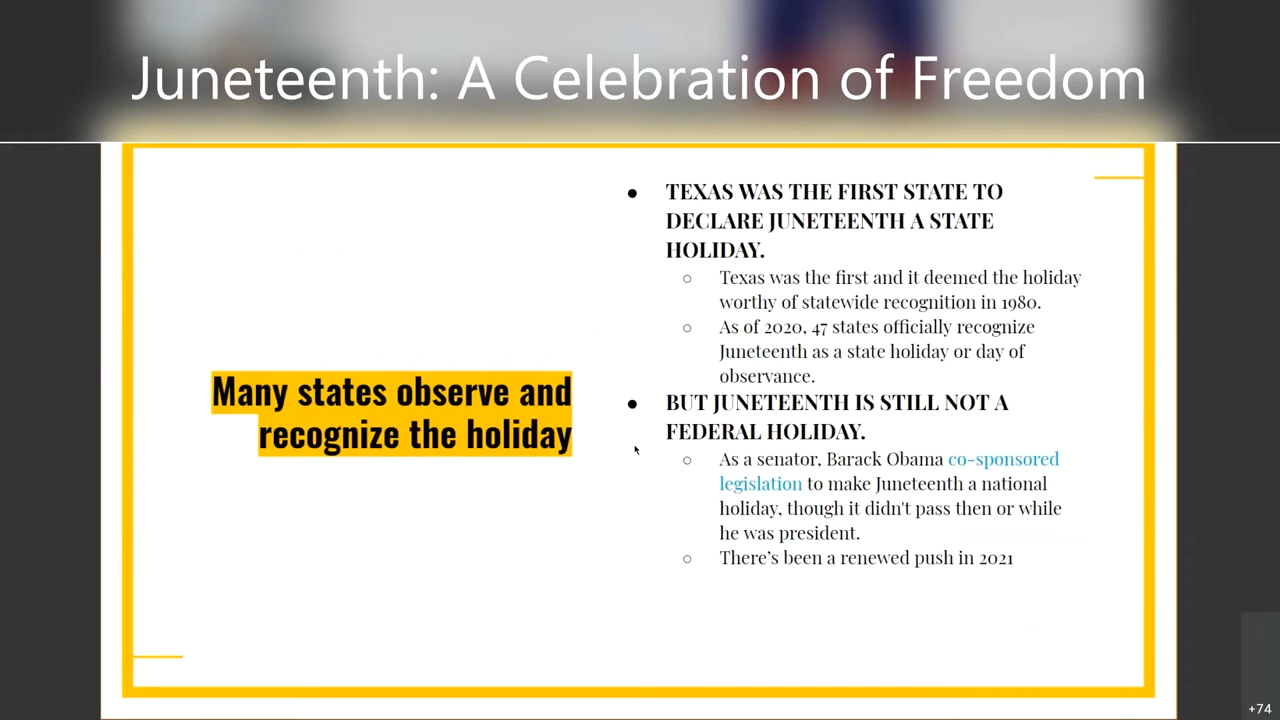 Juneteenth: A Celebration of Freedom
Many states observe and
recognize the holiday
● TEXAS WAS THE FIRST STATE TO
DECLARE JUNETEENTH A STATE
HOLIDAY.
○ Texas was the first and it deemed the holiday
worthy of statewide recognition in 1980.
○ As of 2020, 47 states officially recognize
Juneteenth as a state holiday or day of
observance.
● BUT JUNETEENTH IS STILL NOT A
FEDERAL HOLIDAY.
○ As a senator, Barack Obama co-sponsored
legislation to make Juneteenth a national
holiday, though it didn't pass then or while
he was president.
○ There’s been a renewed push in 2021
+74